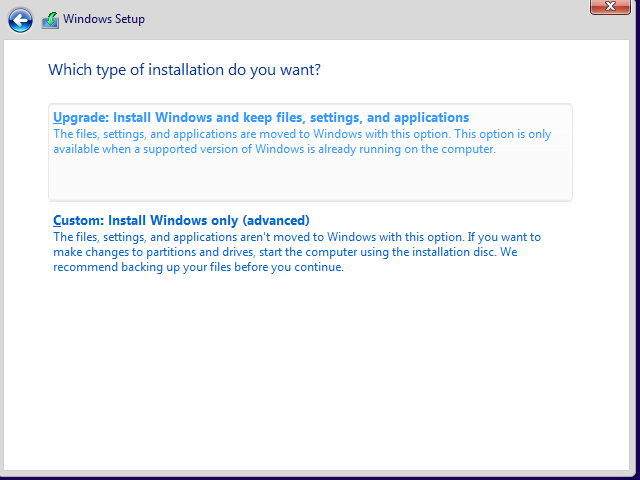 Windows Setup
Which type of installation do you want?
Upgrade: Install Windows and keep files, settings, and applications
The files, settings, and applications are moved to Windows with this option. This option is only
available when a supported version of Windows is already running on the computer.
Custom: Install Windows only (advanced)
The files, settings, and applications aren't moved to Windows with this option. If you want to
make changes to partitions and drives, start the computer using the installation disc. We
recommend backing up your files before you continue.